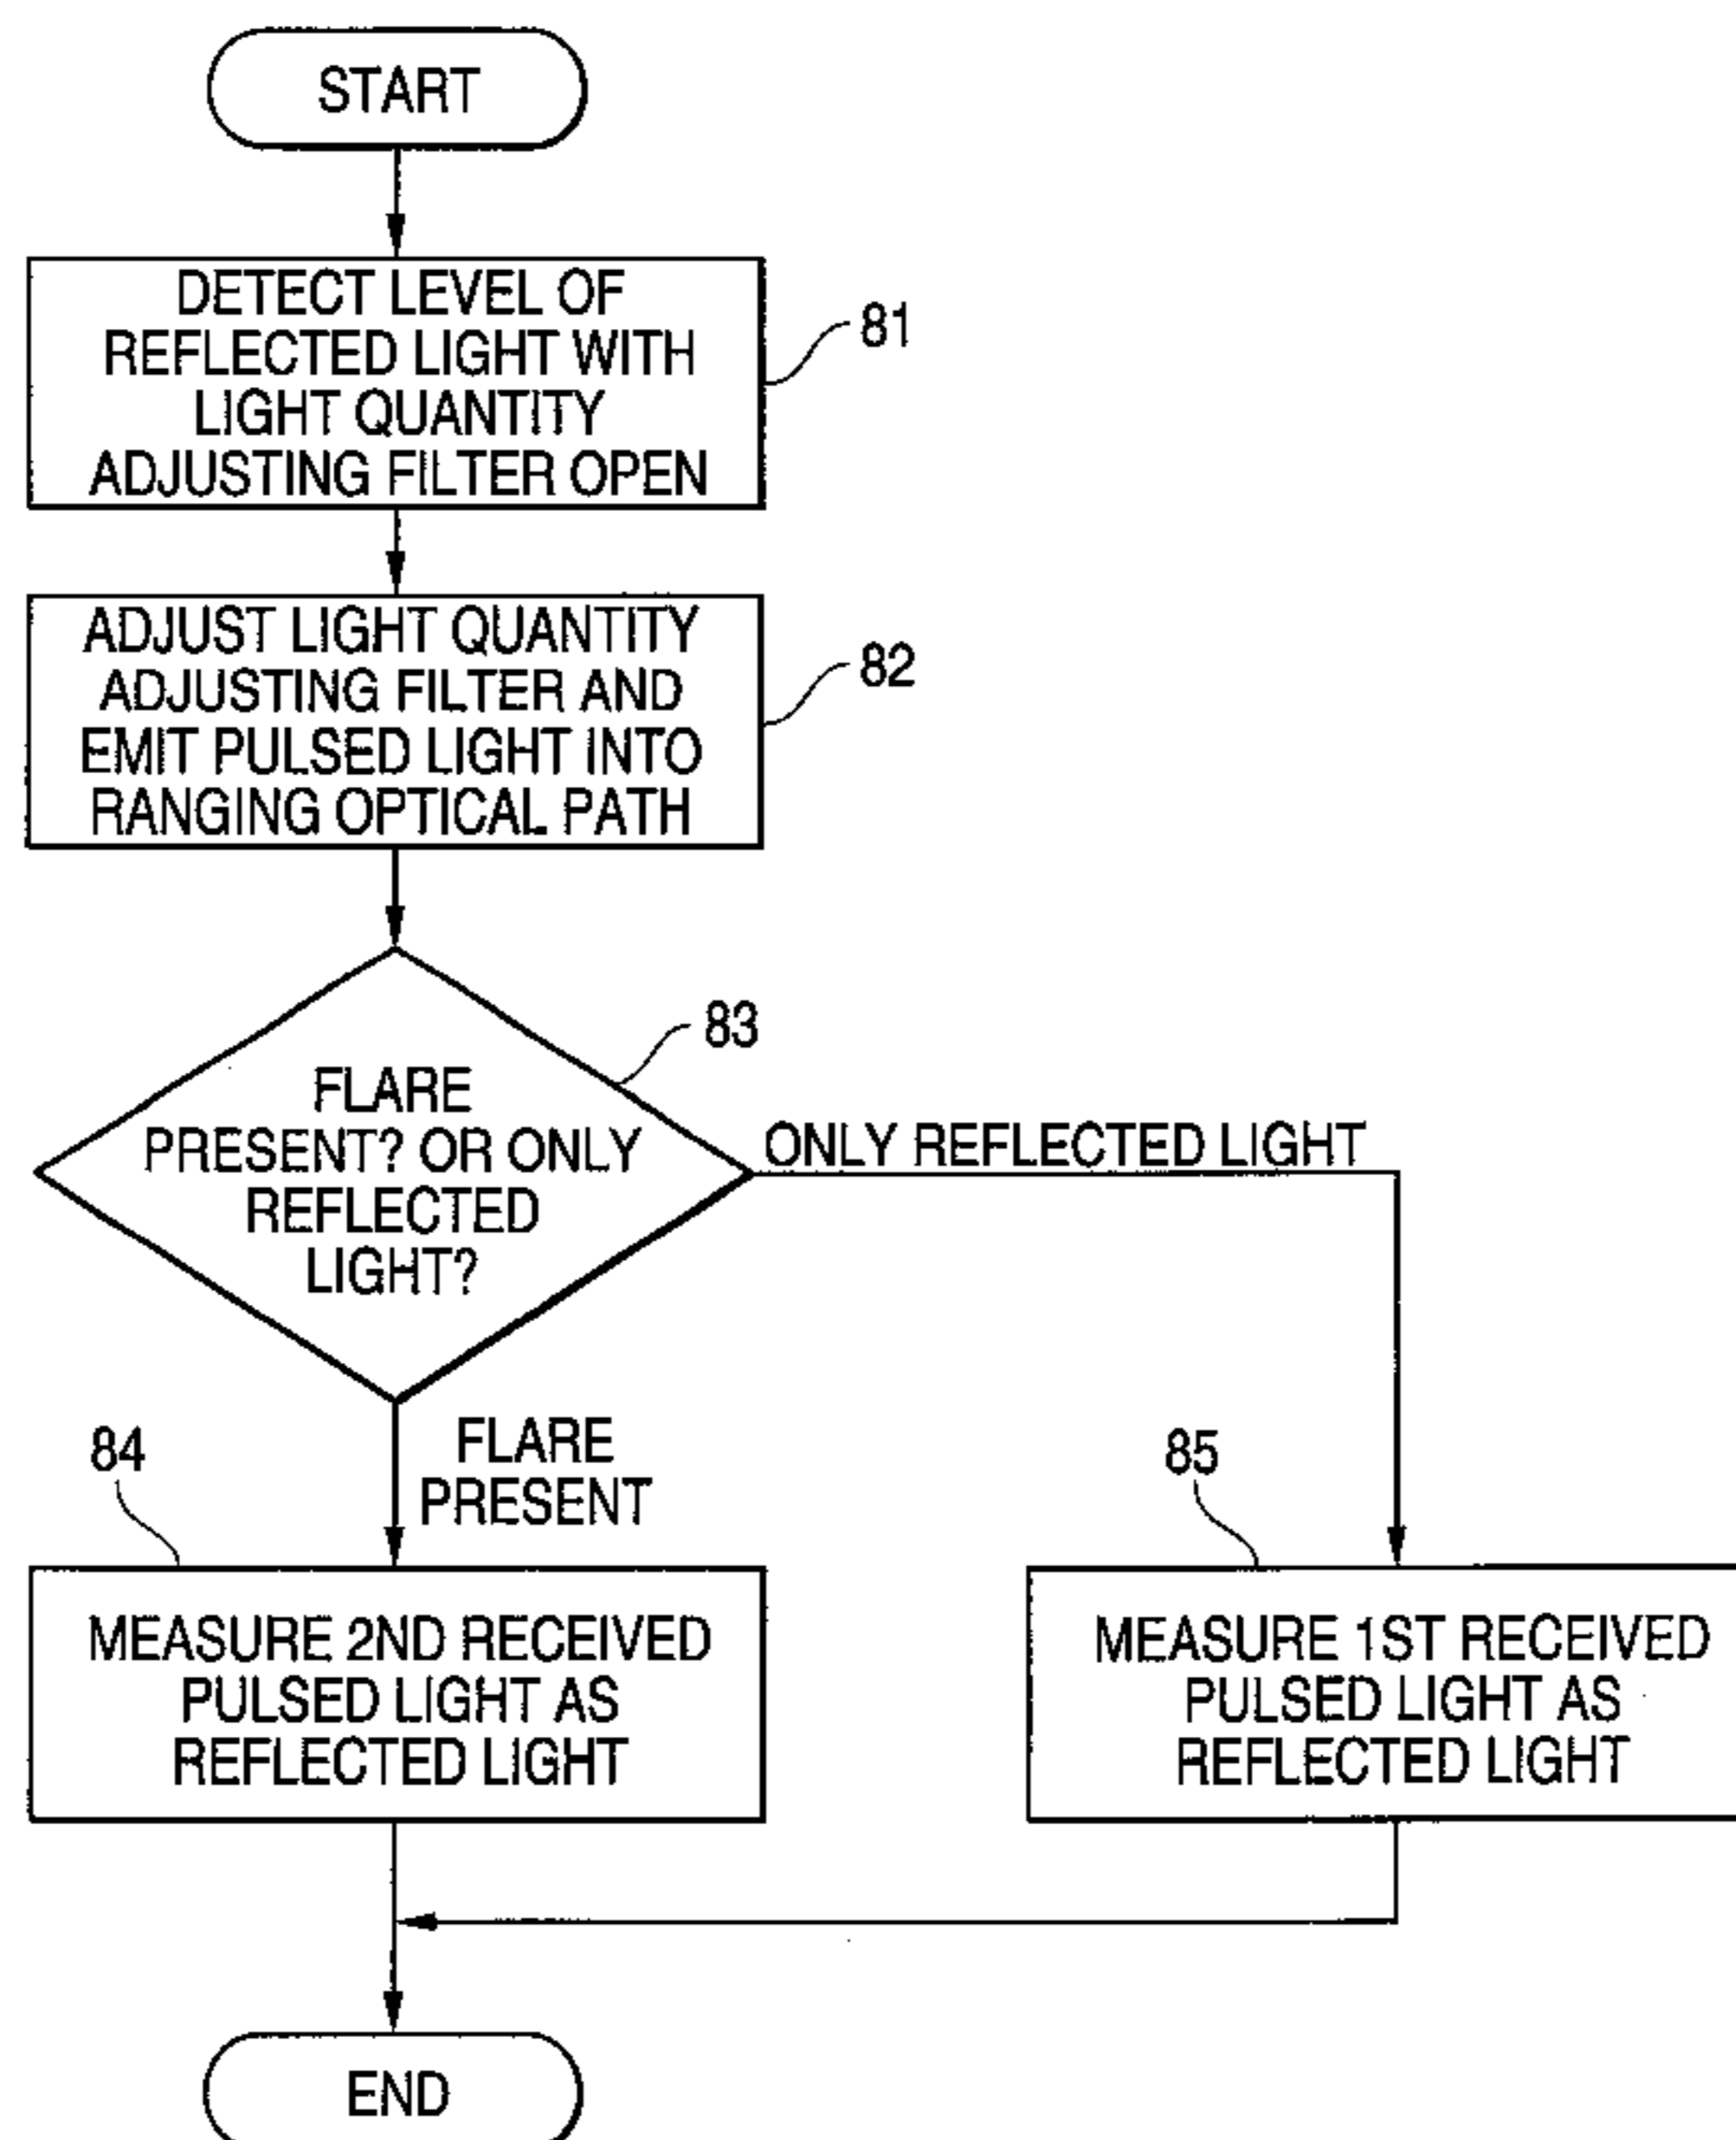 START
DETECT LEVEL OF
REFLECTED LIGHT WITH
LIGHT QUANTITY
ADJUSTING FILTER OPEN
81
ADJUST LIGHT QUANTITY
ADJUSTING FILTER AND
EMIT PULSED LIGHT INTO
RANGING OPTICAL PATH
82
83
FLARE
PRESENT? OR ONLY
REFLECTED
LIGHT?
ONLY REFLECTED LIGHT
FLARE
PRESENT
84
85
MEASURE 2ND RECEIVED
PULSED LIGHT AS
REFLECTED LIGHT
MEASURE 1ST RECEIVED
PULSED LIGHT AS
REFLECTED LIGHT
END